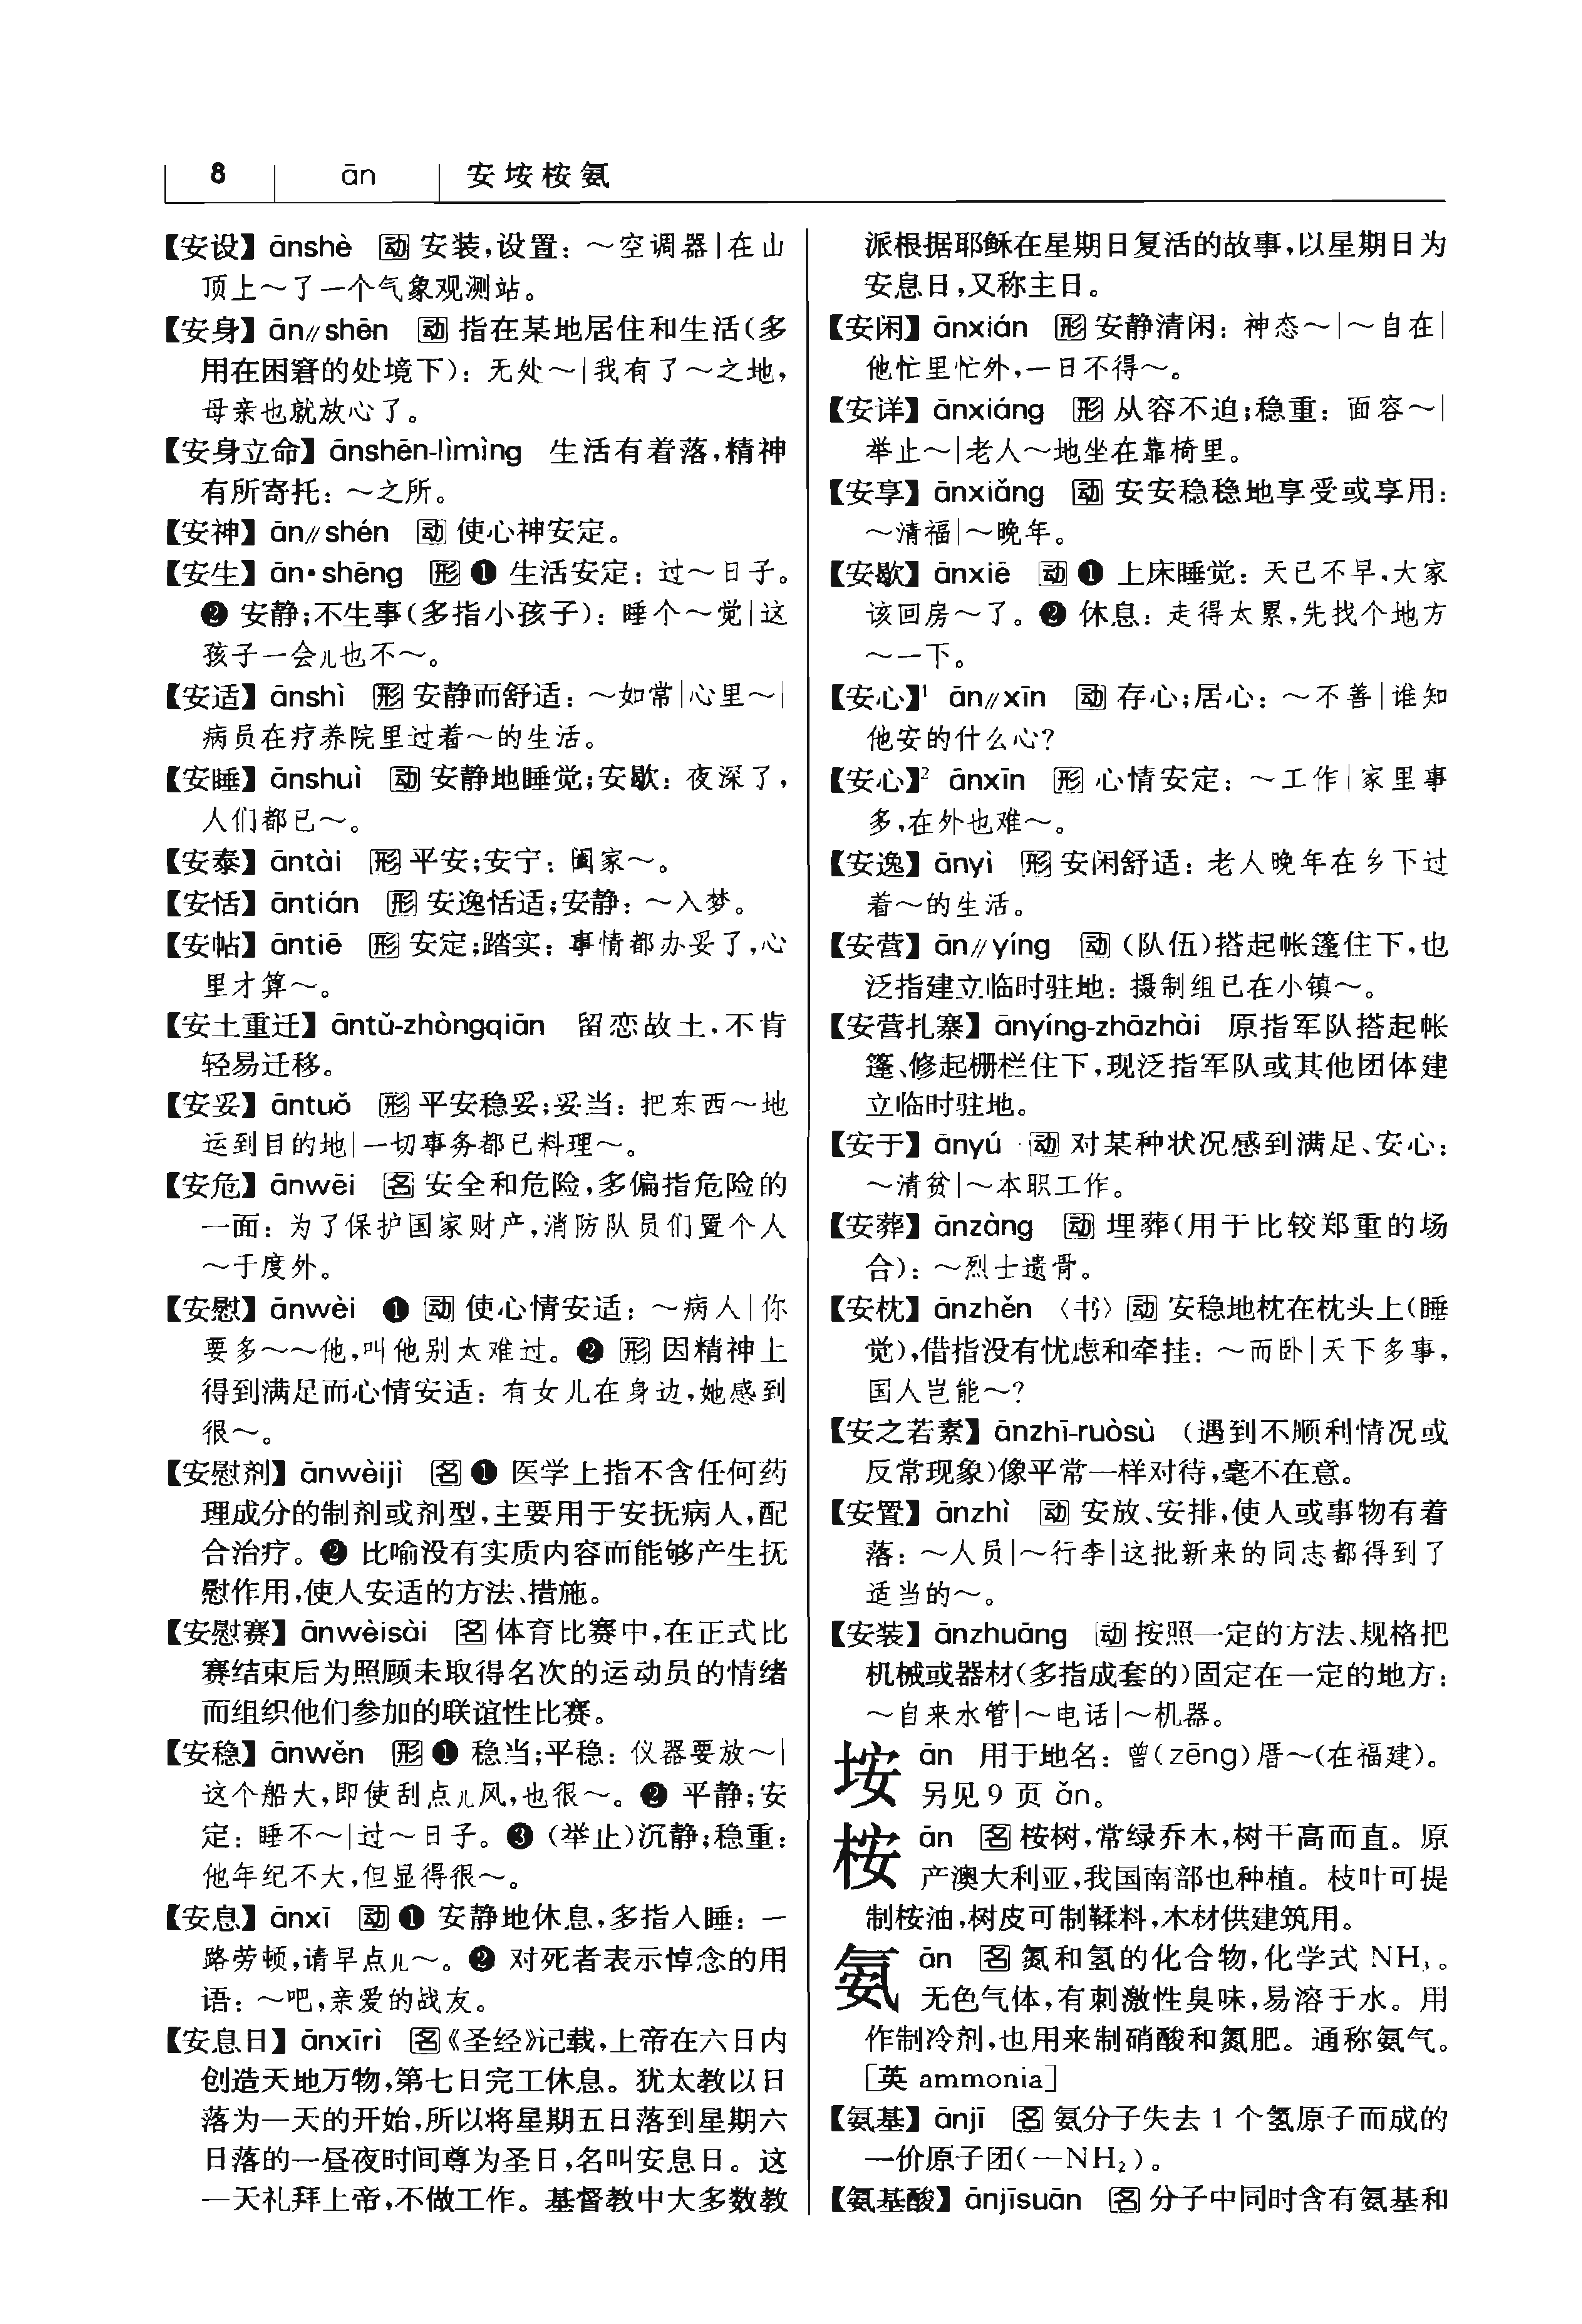 8 ān 安垵桉氨
【安设】ānshè 动 安装,设置：～空调器|在山
顶上～了一个气象观测站。
【安身】ān∥shēn 动 指在某地居住和生活(多
用在困窘的处境下)：无处～|我有了～之地,
母亲也就放心了。
【安身立命】ānshēn-lìmìng 生活有着落,精神
有所寄托：～之所。
【安神】ān∥shén 动 使心神安定。
【安生】ān•shēng 形 ❶ 生活安定：过～日子。
❷ 安静;不生事(多指小孩子)：睡个～觉|这
孩子一会儿也不～。
【安适】ānshì 形 安静而舒适：～如常|心里～|
病员在疗养院里过着～的生活。
【安睡】ānshuì 动 安静地睡觉;安歇：夜深了,
人们都已～。
【安泰】āntài 形 平安;安宁：阖家～。
【安恬】āntián 形 安逸恬适;安静：～入梦。
【安帖】āntiē 形 安定;踏实：事情都办妥了,心
里才算～。
【安土重迁】āntǔ-zhòngqiān 留恋故土,不肯
轻易迁移。
【安妥】āntuǒ 形 平安稳妥;妥当：把东西～地
运到目的地|一切事务都已料理～。
【安危】ānwēi 名 安全和危险,多偏指危险的
一面：为了保护国家财产,消防队员们置个人
～于度外。
【安慰】ānwèi ❶ 动 使心情安适：～病人|你
要多～～他,叫他别太难过。❷ 形 因精神上
得到满足而心情安适：有女儿在身边,她感到
很～。
【安慰剂】ānwèijì 名 ❶ 医学上指不含任何药
理成分的制剂或剂型,主要用于安抚病人,配
合治疗。❷ 比喻没有实质内容而能够产生抚
慰作用,使人安适的方法、措施。
【安慰赛】ānwèisài 名 体育比赛中,在正式比
赛结束后为照顾未取得名次的运动员的情绪
而组织他们参加的联谊性比赛。
【安稳】ānwěn 形 ❶ 稳当;平稳：仪器要放～|
这个船大,即使刮点儿风,也很～。❷ 平静;安
定：睡不～|过～日子。❸ (举止)沉静;稳重：
他年纪不大,但显得很～。
【安息】ānxī 动 ❶ 安静地休息,多指入睡：一
路劳顿,请早点儿～。❷ 对死者表示悼念的用
语：～吧,亲爱的战友。
【安息日】ānxīrì 名《圣经》记载,上帝在六日内
创造天地万物,第七日完工休息。犹太教以日
落为一天的开始,所以将星期五日落到星期六
日落的一昼夜时间尊为圣日,名叫安息日。这
一天礼拜上帝,不做工作。基督教中大多数教
派根据耶稣在星期日复活的故事,以星期日为
安息日,又称主日。
【安闲】ānxián 形 安静清闲：神态～|～自在|
他忙里忙外,一日不得～。
【安详】ānxiáng 形 从容不迫;稳重：面容～|
举止～|老人～地坐在靠椅里。
【安享】ānxiǎng 动 安安稳稳地享受或享用：
～清福|～晚年。
【安歇】ānxiē 动 ❶ 上床睡觉：天已不早,大家
该回房～了。❷ 休息：走得太累,先找个地方
～一下。
【安心】¹ ān∥xīn 动 存心;居心：～不善|谁知
他安的什么心?
【安心】² ānxīn 形 心情安定：～工作|家里事
多,在外也难～。
【安逸】ānyì 形 安闲舒适：老人晚年在乡下过
着～的生活。
【安营】ān∥yíng 动 (队伍)搭起帐篷住下,也
泛指建立临时驻地：摄制组已在小镇～。
【安营扎寨】ānyíng-zhāzhài 原指军队搭起帐
篷、修起栅栏住下,现泛指军队或其他团体建
立临时驻地。
【安于】ānyú 动 对某种状况感到满足、安心：
～清贫|～本职工作。
【安葬】ānzàng 动 埋葬(用于比较郑重的场
合)：～烈士遗骨。
【安枕】ānzhěn 〈书〉动 安稳地枕在枕头上(睡
觉),借指没有忧虑和牵挂：～而卧|天下多事,
国人岂能～?
【安之若素】ānzhī-ruòsù (遇到不顺利情况或
反常现象)像平常一样对待,毫不在意。
【安置】ānzhì 动 安放、安排,使人或事物有着
落：～人员|～行李|这批新来的同志都得到了
适当的～。
【安装】ānzhuāng 动 按照一定的方法、规格把
机械或器材(多指成套的)固定在一定的地方：
～自来水管|～电话|～机器。
垵 ān 用于地名：曾(zēng)厝～(在福建)。
另见 9 页 ǎn。
桉 ān 名 桉树,常绿乔木,树干高而直。原
产澳大利亚,我国南部也种植。枝叶可提
制桉油,树皮可制鞣料,木材供建筑用。
氨 ān 名 氮和氢的化合物,化学式 NH₃。
无色气体,有刺激性臭味,易溶于水。用
作制冷剂,也用来制硝酸和氮肥。通称氨气。
[英 ammonia]
【氨基】ānjī 名 氨分子失去 1 个氢原子而成的
一价原子团(—NH₂)。
【氨基酸】ānjīsuān 名 分子中同时含有氨基和